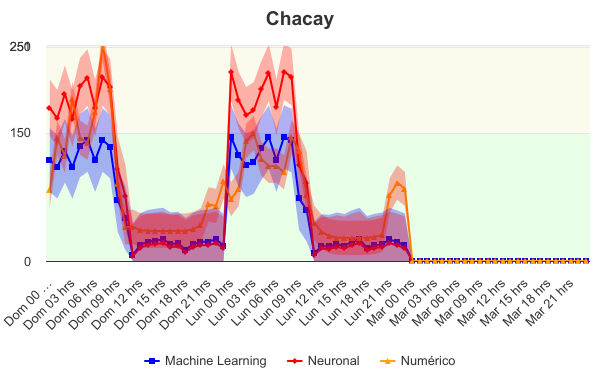 Chacay
250
150
0
Dom 00 ...
Dom 03 hrs
Dom 06 hrs
Dom 09 hrs
Dom 12 hrs
Dom 15 hrs
Dom 18 hrs
Dom 21 hrs
Lun 00 hrs
Lun 03 hrs
Lun 06 hrs
Lun 09 hrs
Lun 12 hrs
Lun 15 hrs
Lun 18 hrs
Lun 21 hrs
Mar 00 hrs
Mar 03 hrs
Mar 06 hrs
Mar 09 hrs
Mar 12 hrs
Mar 15 hrs
Mar 18 hrs
Mar 21 hrs
Machine Learning Neuronal Numérico